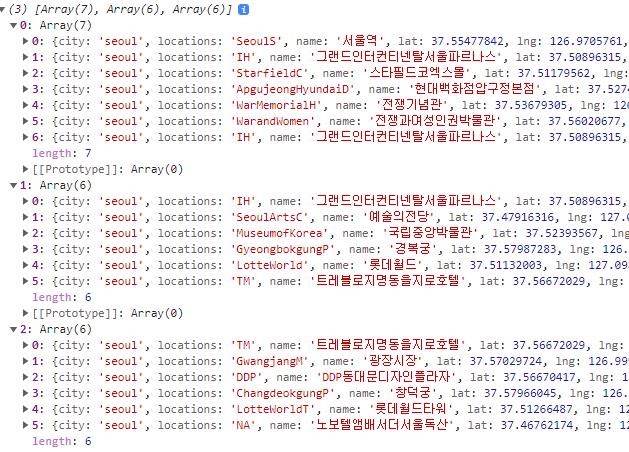 (3) [Array(7), Array(6), Array(6)] i
0: Array(7)
0: {city: 'seoul', locations: 'SeoulS', name: '서울역', lat: 37.55477842, lng: 126.9705761,
1: {city: 'seoul', locations: 'IH', name: '그랜드인터컨티넨탈서울파르나스', lat: 37.50896315,
2: {city: 'seoul', locations: 'StarfieldC', name: '스타필드코엑스몰', lat: 37.51179562, lng:
3: {city: 'seoul', locations: 'ApgujeongHyundaiD', name: '현대백화점압구정본점', lat: 37.5274
4: {city: 'seoul', locations: 'WarMemorialH', name: '전쟁기념관', lat: 37.53679305, lng: 126
5: {city: 'seoul', locations: 'WarandWomen', name: '전쟁과여성인권박물관', lat: 37.56020677,
6: {city: 'seoul', locations: 'IH', name: '그랜드인터컨티넨탈서울파르나스', lat: 37.50896315,
length: 7
[[Prototype]]: Array(0)
1: Array(6)
0: {city: 'seoul', locations: 'IH', name: '그랜드인터컨티넨탈서울파르나스', lat: 37.50896315,
1: {city: 'seoul', locations: 'SeoulArtsC', name: '예술의전당', lat: 37.47916316, lng: 127.0
2: {city: 'seoul', locations: 'MuseumofKorea', name: '국립중앙박물관', lat: 37.52393567, lng:
3: {city: 'seoul', locations: 'GyeongbokgungP', name: '경복궁', lat: 37.57987283, lng: 126.
4: {city: 'seoul', locations: 'LotteWorld', name: '롯데월드', lat: 37.51132003, lng: 127.09
5: {city: 'seoul', locations: 'TM', name: '트레블로지명동을지로호텔', lat: 37.56672029, lng:
length: 6
[[Prototype]]: Array(0)
2: Array(6)
0: {city: 'seoul', locations: 'TM', name: '트레블로지명동을지로호텔', lat: 37.56672029, lng:
1: {city: 'seoul', locations: 'GwangjangM', name: '광장시장', lat: 37.57029724, lng: 126.99
2: {city: 'seoul', locations: 'DDP', name: 'DDP동대문디자인플라자', lat: 37.56670417, lng: 1
3: {city: 'seoul', locations: 'ChangdeokgungP', name: '창덕궁', lat: 37.57966045, lng: 126.
4: {city: 'seoul', locations: 'LotteWorldT', name: '롯데월드타워', lat: 37.51266487, lng: 12
5: {city: 'seoul', locations: 'NA', name: '노보텔앰배서더서울독산', lat: 37.46762174, lng: 12
length: 6